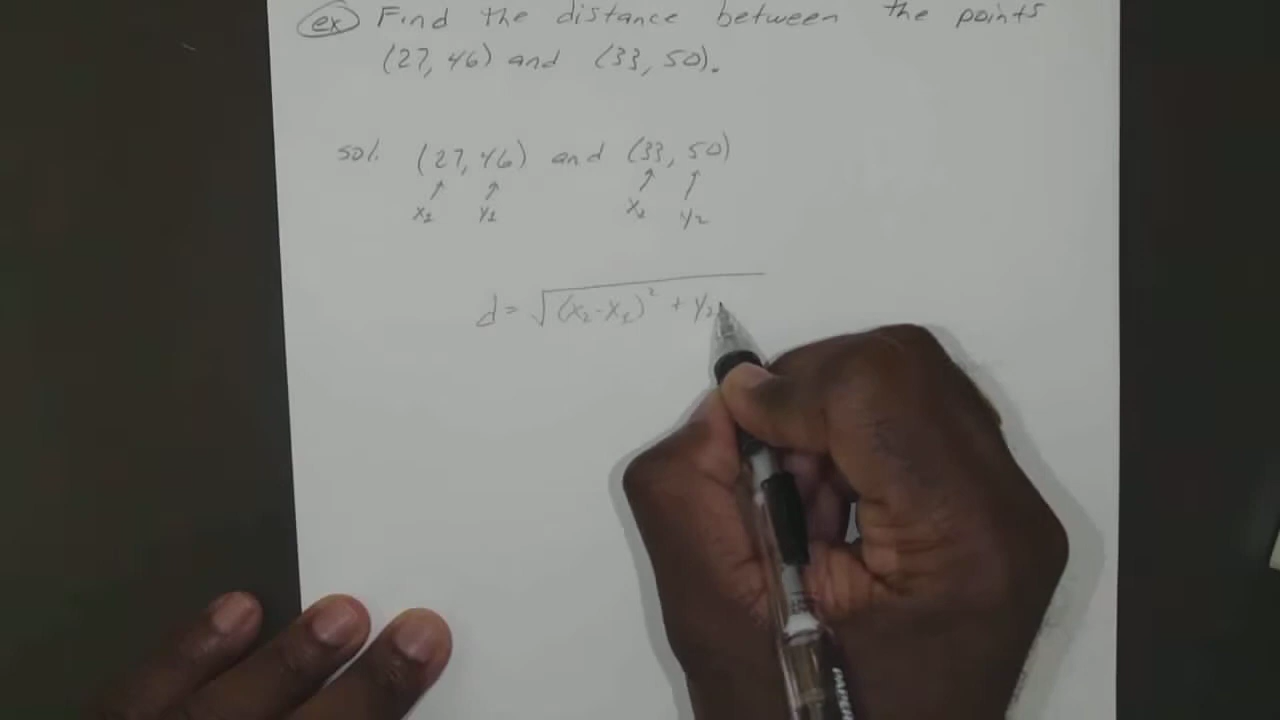 ex Find the distance between the points
(27, 46) and (33, 50).
sol. (27, 46) and (33, 50)
x₁ y₁ x₂ y₂
d = √(x₂-x₁)² + y₂